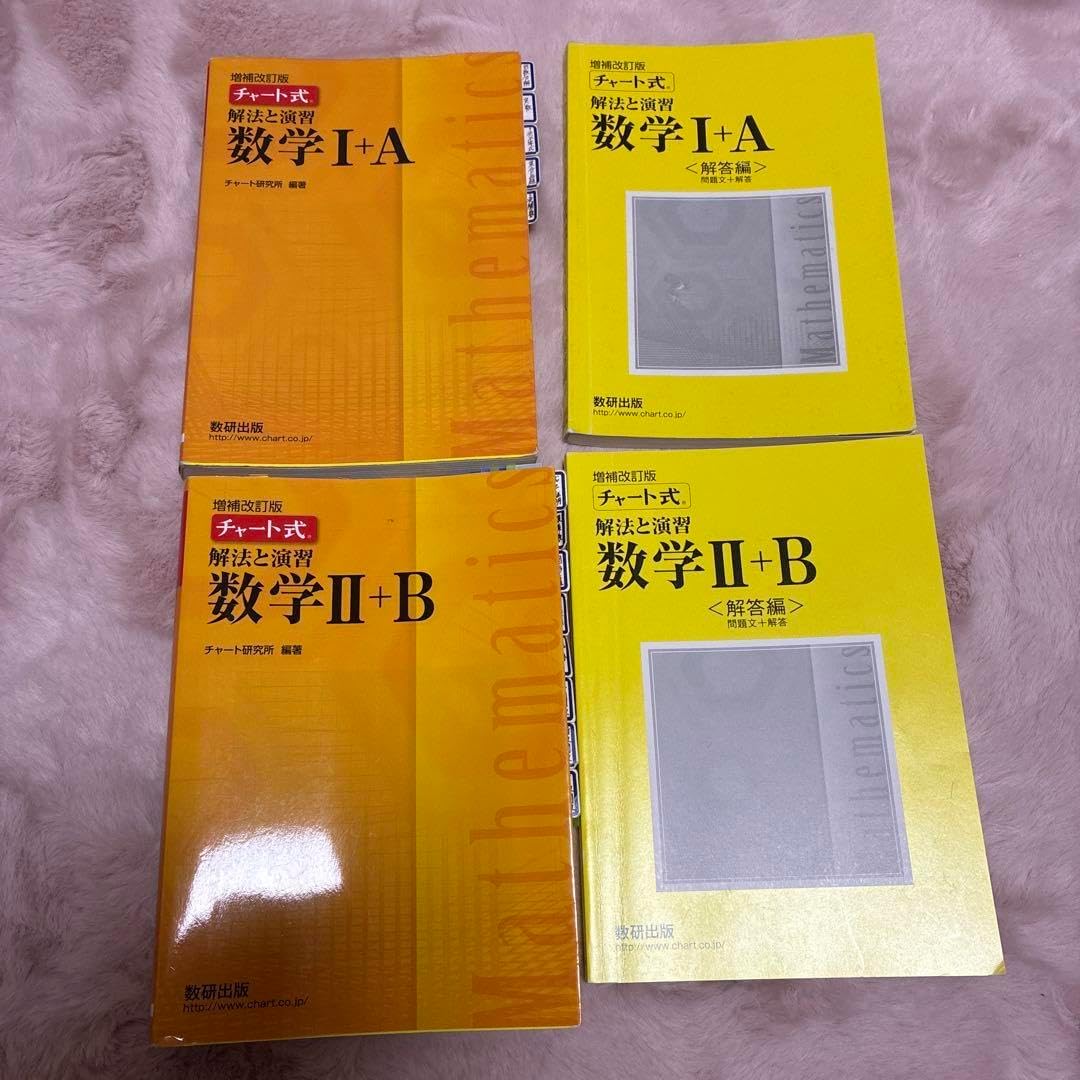 増補改訂版
チャート式®
解法と演習
数学Ⅰ+A
チャート研究所 編著
Mathematics
数研出版
http://www.chart.co.jp/
増補改訂版
チャート式®
解法と演習
数学Ⅰ+A
<解答編>
問題文+解答
Mathematics
数研出版
http://www.chart.co.jp/
増補改訂版
チャート式®
解法と演習
数学Ⅱ+B
チャート研究所 編著
Mathematics
数研出版
http://www.chart.co.jp/
増補改訂版
チャート式®
解法と演習
数学Ⅱ+B
<解答編>
問題文+解答
Mathematics
数研出版
http://www.chart.co.jp/